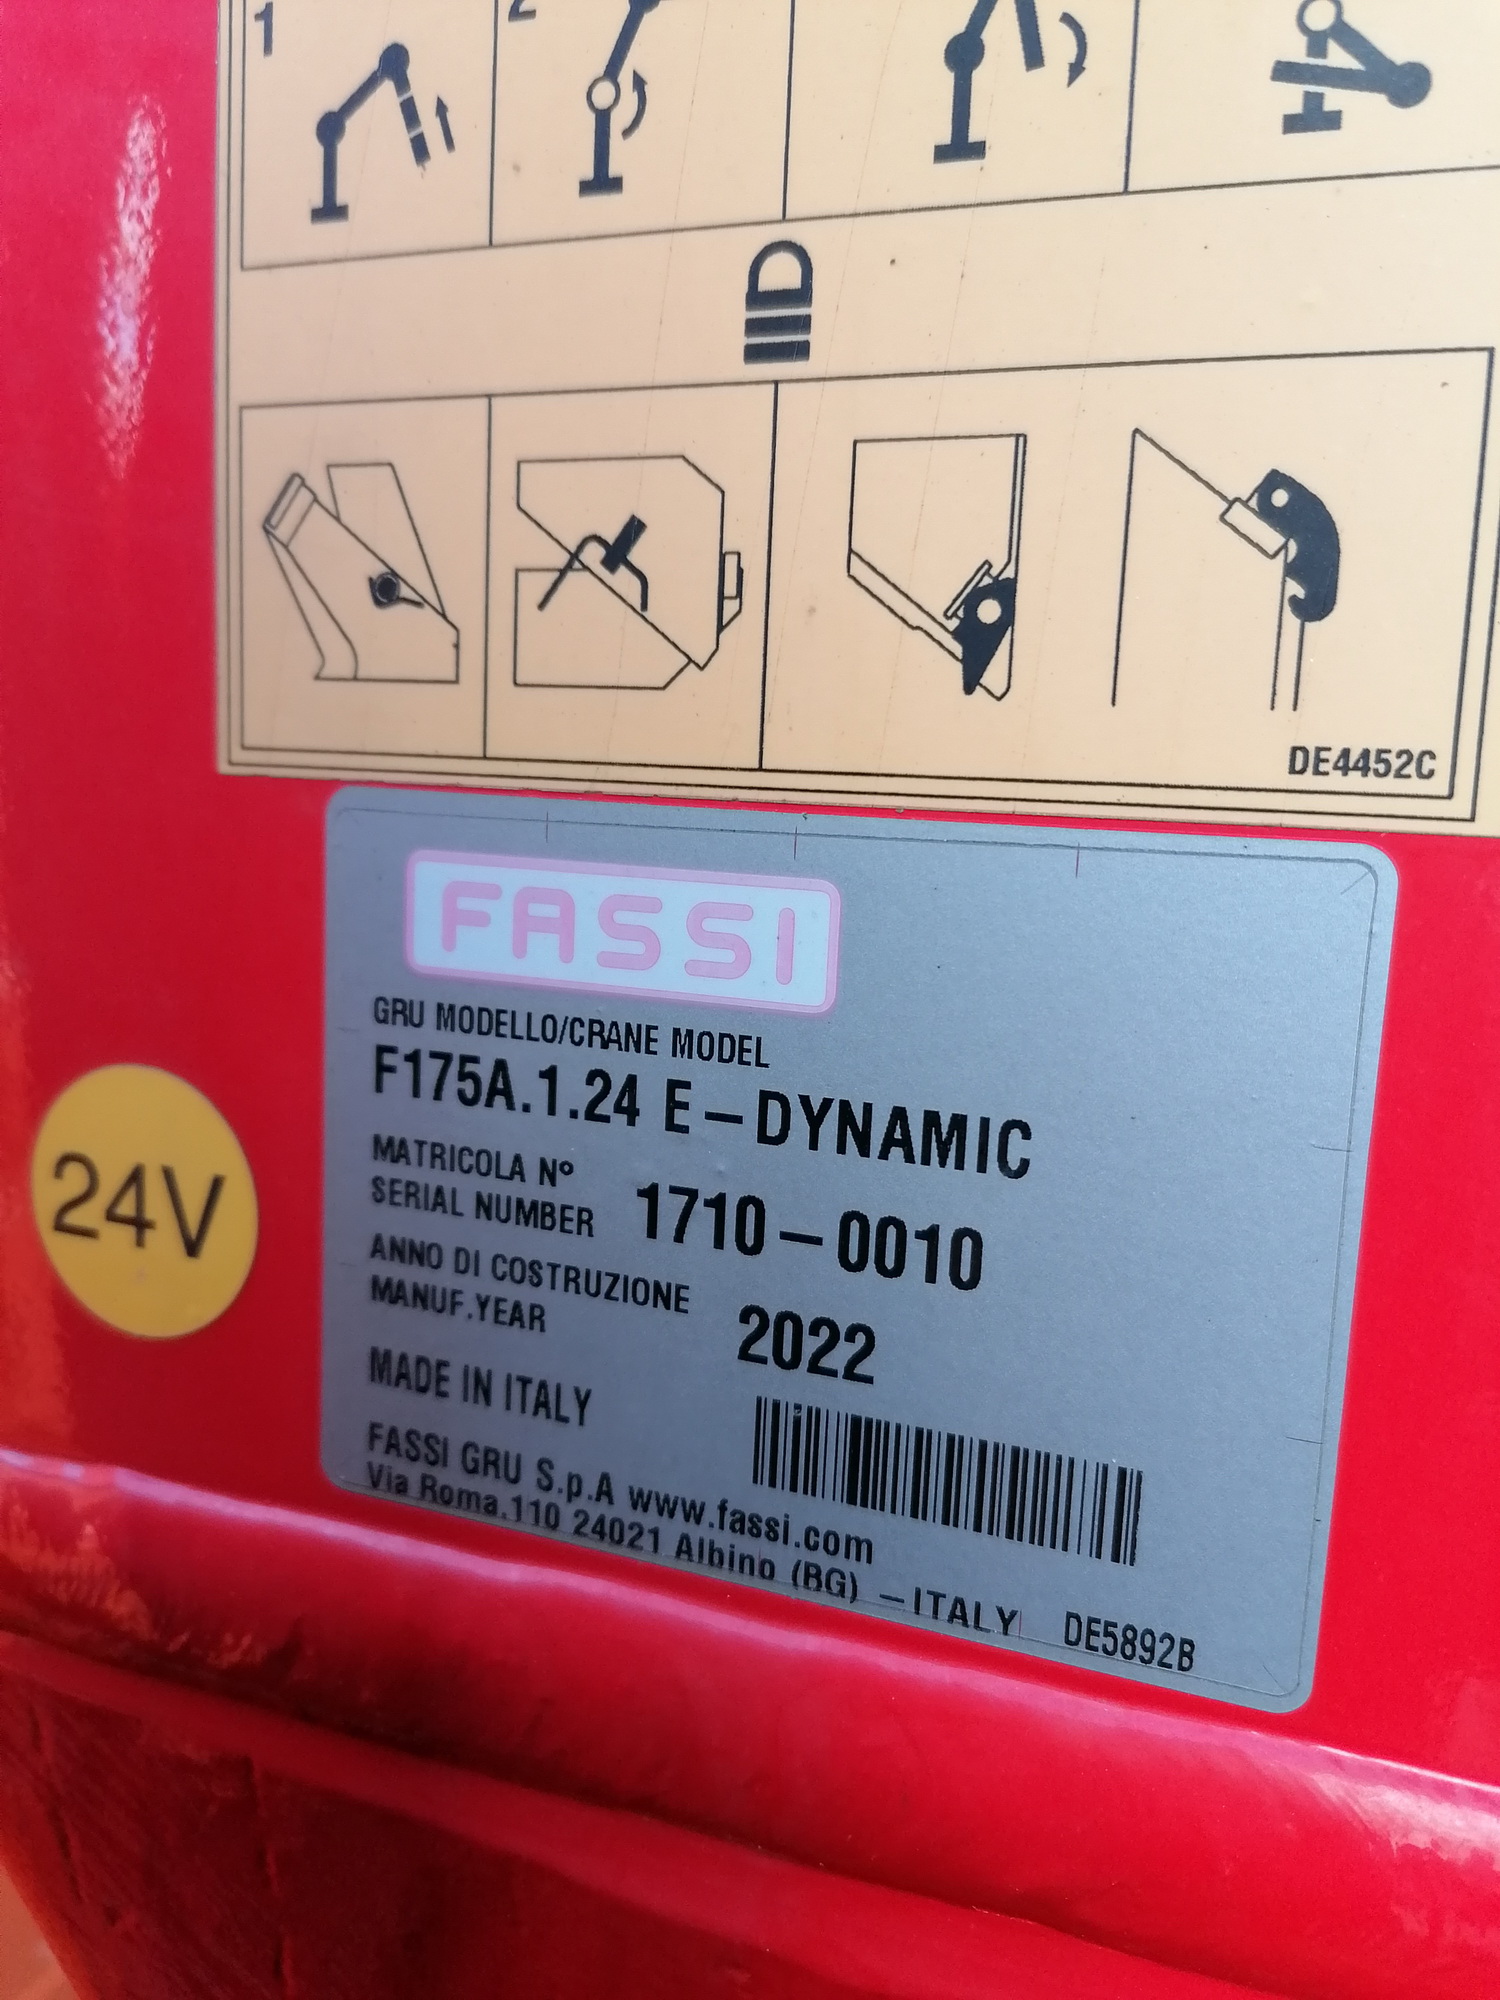 1
2
DE4452C
FASSI
GRU MODELLO/CRANE MODEL
F175A.1.24 E-DYNAMIC
MATRICOLA Nº
SERIAL NUMBER 1710-0010
ANNO DI COSTRUZIONE
MANUF.YEAR 2022
MADE IN ITALY
FASSI GRU S.p.A www.fassi.com
Via Roma.110 24021 Albino (BG) -ITALY DE5892B
24V